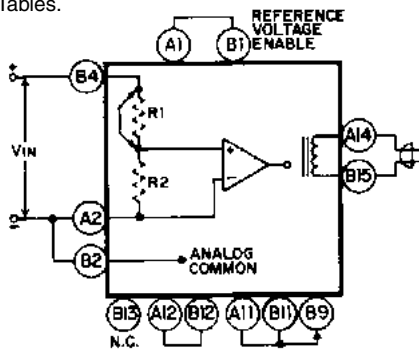 Tables.
REFERENCE
VOLTAGE
ENABLE
A1 B1
B4
+
R1
VIN
+
A14
R2
−
B15
A2
−
B2
ANALOG
COMMON
B13 A12 B12 A11 B11 B9
N.C.